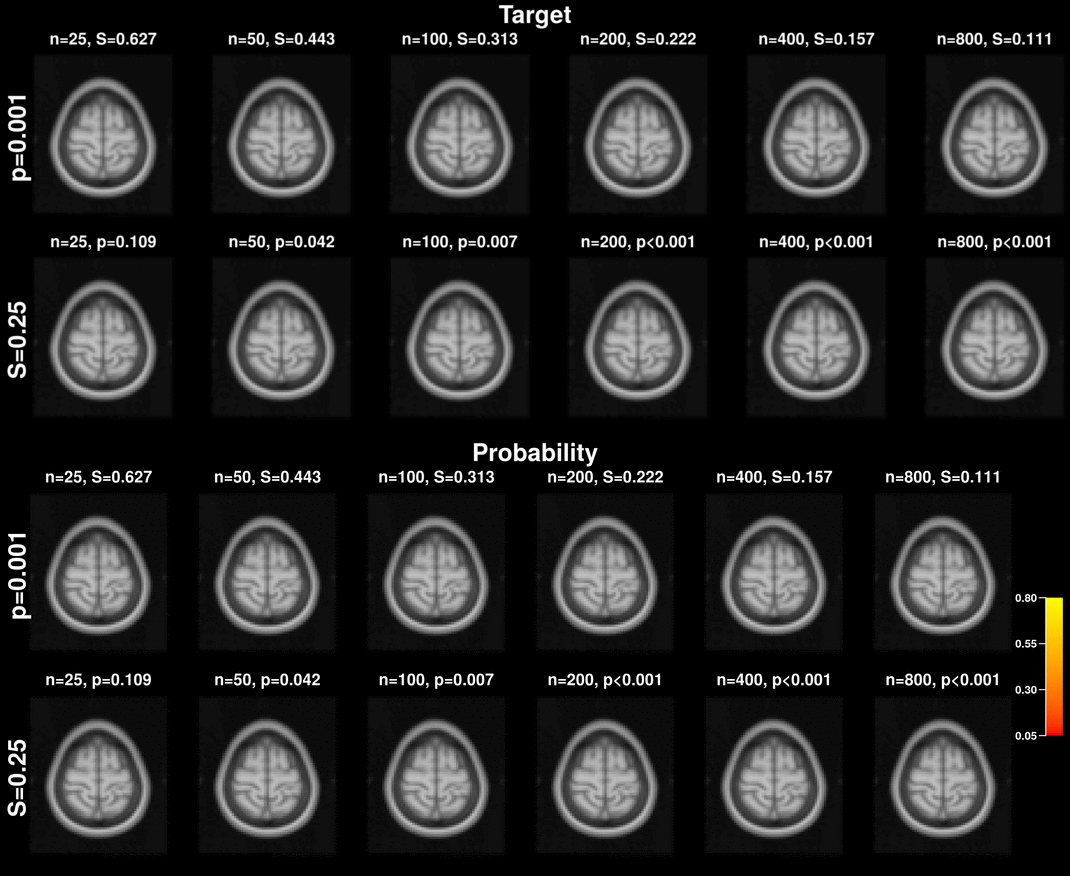 Target
n=25, S=0.627 n=50, S=0.443 n=100, S=0.313 n=200, S=0.222 n=400, S=0.157 n=800, S=0.111
p=0.001
n=25, p=0.109 n=50, p=0.042 n=100, p=0.007 n=200, p<0.001 n=400, p<0.001 n=800, p<0.001
S=0.25
Probability
n=25, S=0.627 n=50, S=0.443 n=100, S=0.313 n=200, S=0.222 n=400, S=0.157 n=800, S=0.111
p=0.001
n=25, p=0.109 n=50, p=0.042 n=100, p=0.007 n=200, p<0.001 n=400, p<0.001 n=800, p<0.001
S=0.25
0.80
0.55
0.30
0.05